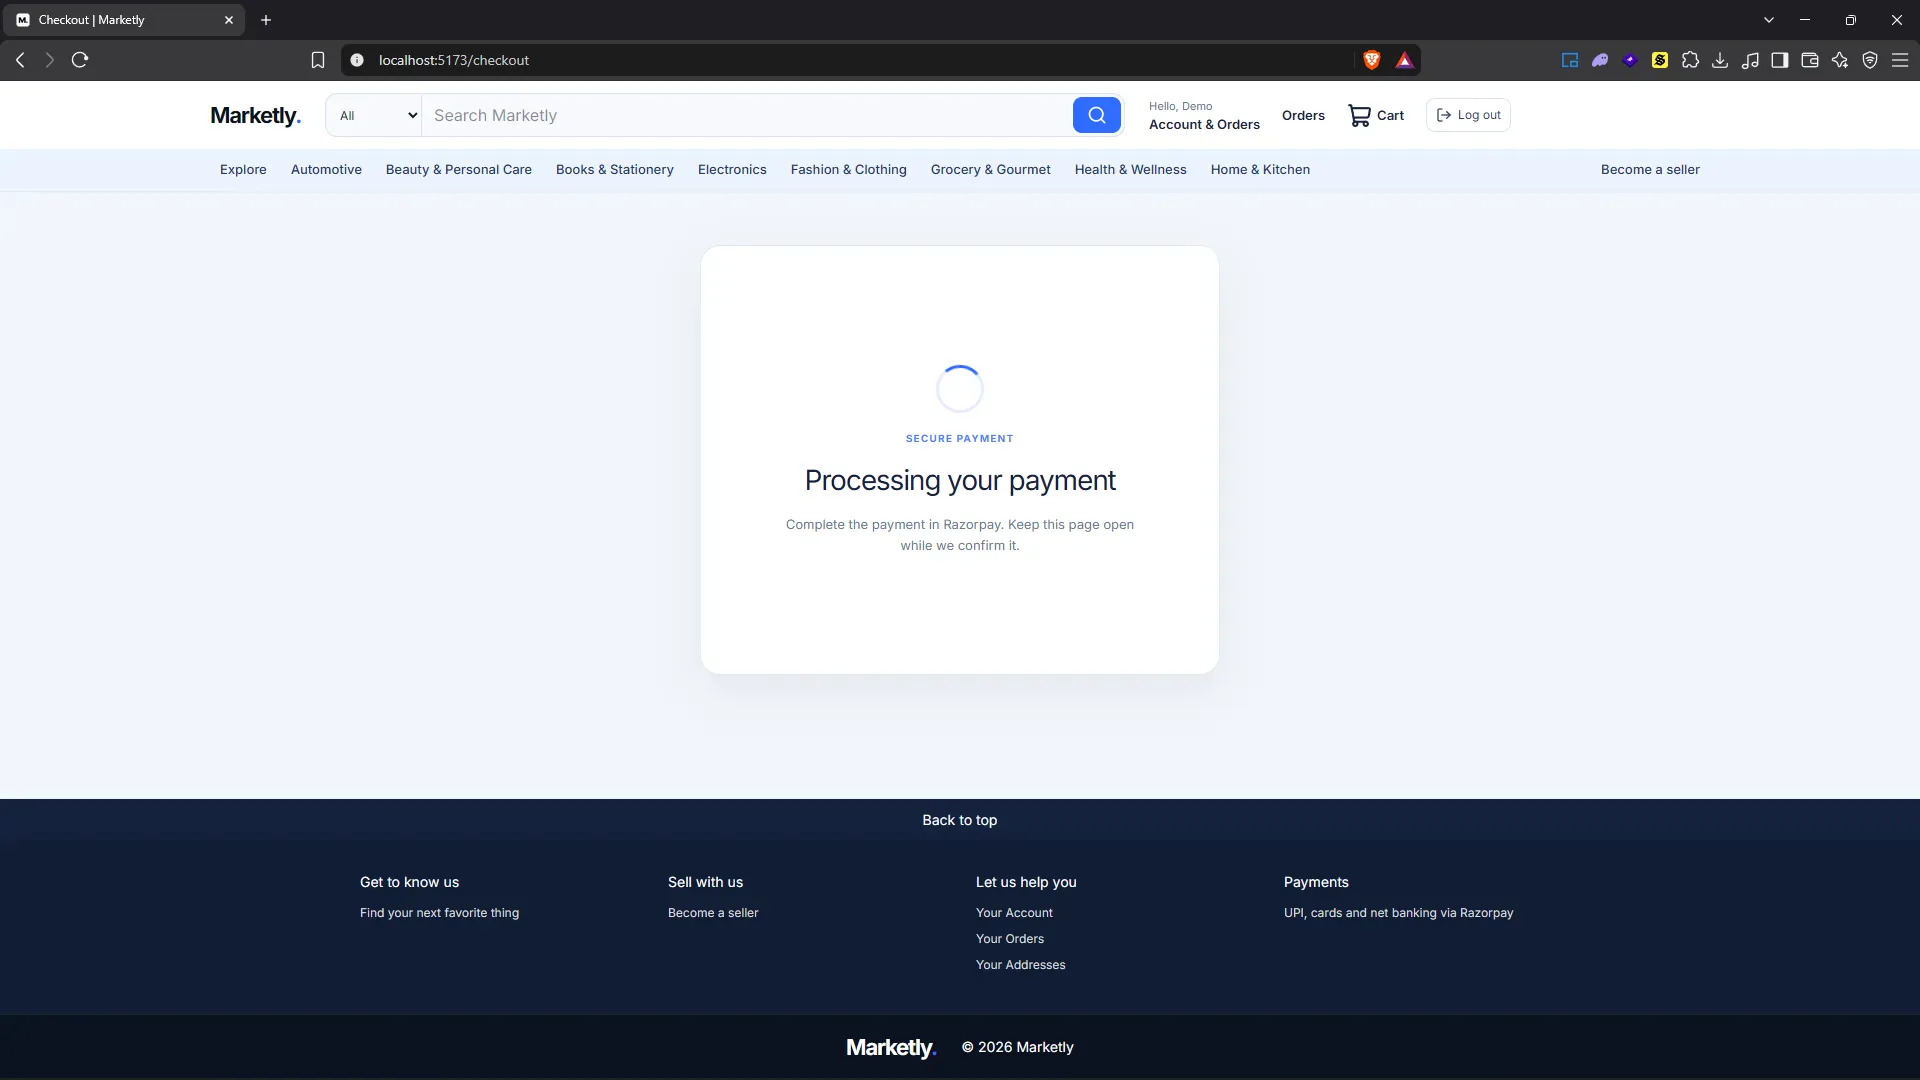 Checkout | Marketly
localhost:5173/checkout
Marketly.
All
Search Marketly
Hello, Demo
Account & Orders
Orders
Cart
Log out
Explore
Automotive
Beauty & Personal Care
Books & Stationery
Electronics
Fashion & Clothing
Grocery & Gourmet
Health & Wellness
Home & Kitchen
Become a seller
SECURE PAYMENT
Processing your payment
Complete the payment in Razorpay. Keep this page open
while we confirm it.
Back to top
Get to know us
Find your next favorite thing
Sell with us
Become a seller
Let us help you
Your Account
Your Orders
Your Addresses
Payments
UPI, cards and net banking via Razorpay
Marketly.
© 2026 Marketly